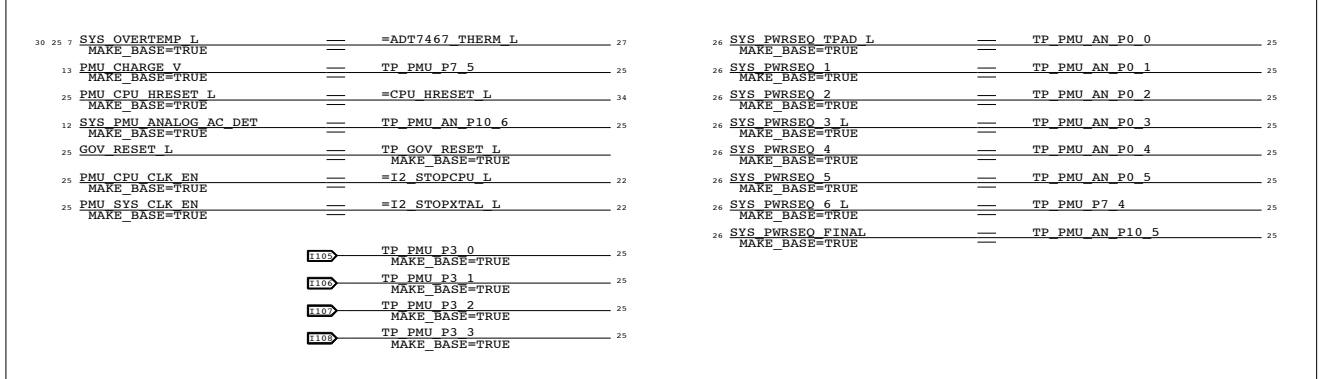 30 25 7 SYS_OVERTEMP_L =ADT7467_THERM_L 27
MAKE_BASE=TRUE
13 PMU_CHARGE_V TP_PMU_P7_5 25
MAKE_BASE=TRUE
25 PMU_CPU_HRESET_L =CPU_HRESET_L 34
MAKE_BASE=TRUE
12 SYS_PMU_ANALOG_AC_DET TP_PMU_AN_P10_6 25
MAKE_BASE=TRUE
25 GOV_RESET_L TP_GOV_RESET_L
MAKE_BASE=TRUE
25 PMU_CPU_CLK_EN =I2_STOPCPU_L 22
MAKE_BASE=TRUE
25 PMU_SYS_CLK_EN =I2_STOPXTAL_L 22
MAKE_BASE=TRUE
I105 TP_PMU_P3_0 25
MAKE_BASE=TRUE
I106 TP_PMU_P3_1 25
MAKE_BASE=TRUE
I107 TP_PMU_P3_2 25
MAKE_BASE=TRUE
I108 TP_PMU_P3_3 25
MAKE_BASE=TRUE
26 SYS_PWRSEQ_TPAD_L TP_PMU_AN_P0_0 25
MAKE_BASE=TRUE
26 SYS_PWRSEQ_1 TP_PMU_AN_P0_1 25
MAKE_BASE=TRUE
26 SYS_PWRSEQ_2 TP_PMU_AN_P0_2 25
MAKE_BASE=TRUE
26 SYS_PWRSEQ_3_L TP_PMU_AN_P0_3 25
MAKE_BASE=TRUE
26 SYS_PWRSEQ_4 TP_PMU_AN_P0_4 25
MAKE_BASE=TRUE
26 SYS_PWRSEQ_5 TP_PMU_AN_P0_5 25
MAKE_BASE=TRUE
26 SYS_PWRSEQ_6_L TP_PMU_P7_4 25
MAKE_BASE=TRUE
26 SYS_PWRSEQ_FINAL TP_PMU_AN_P10_5 25
MAKE_BASE=TRUE